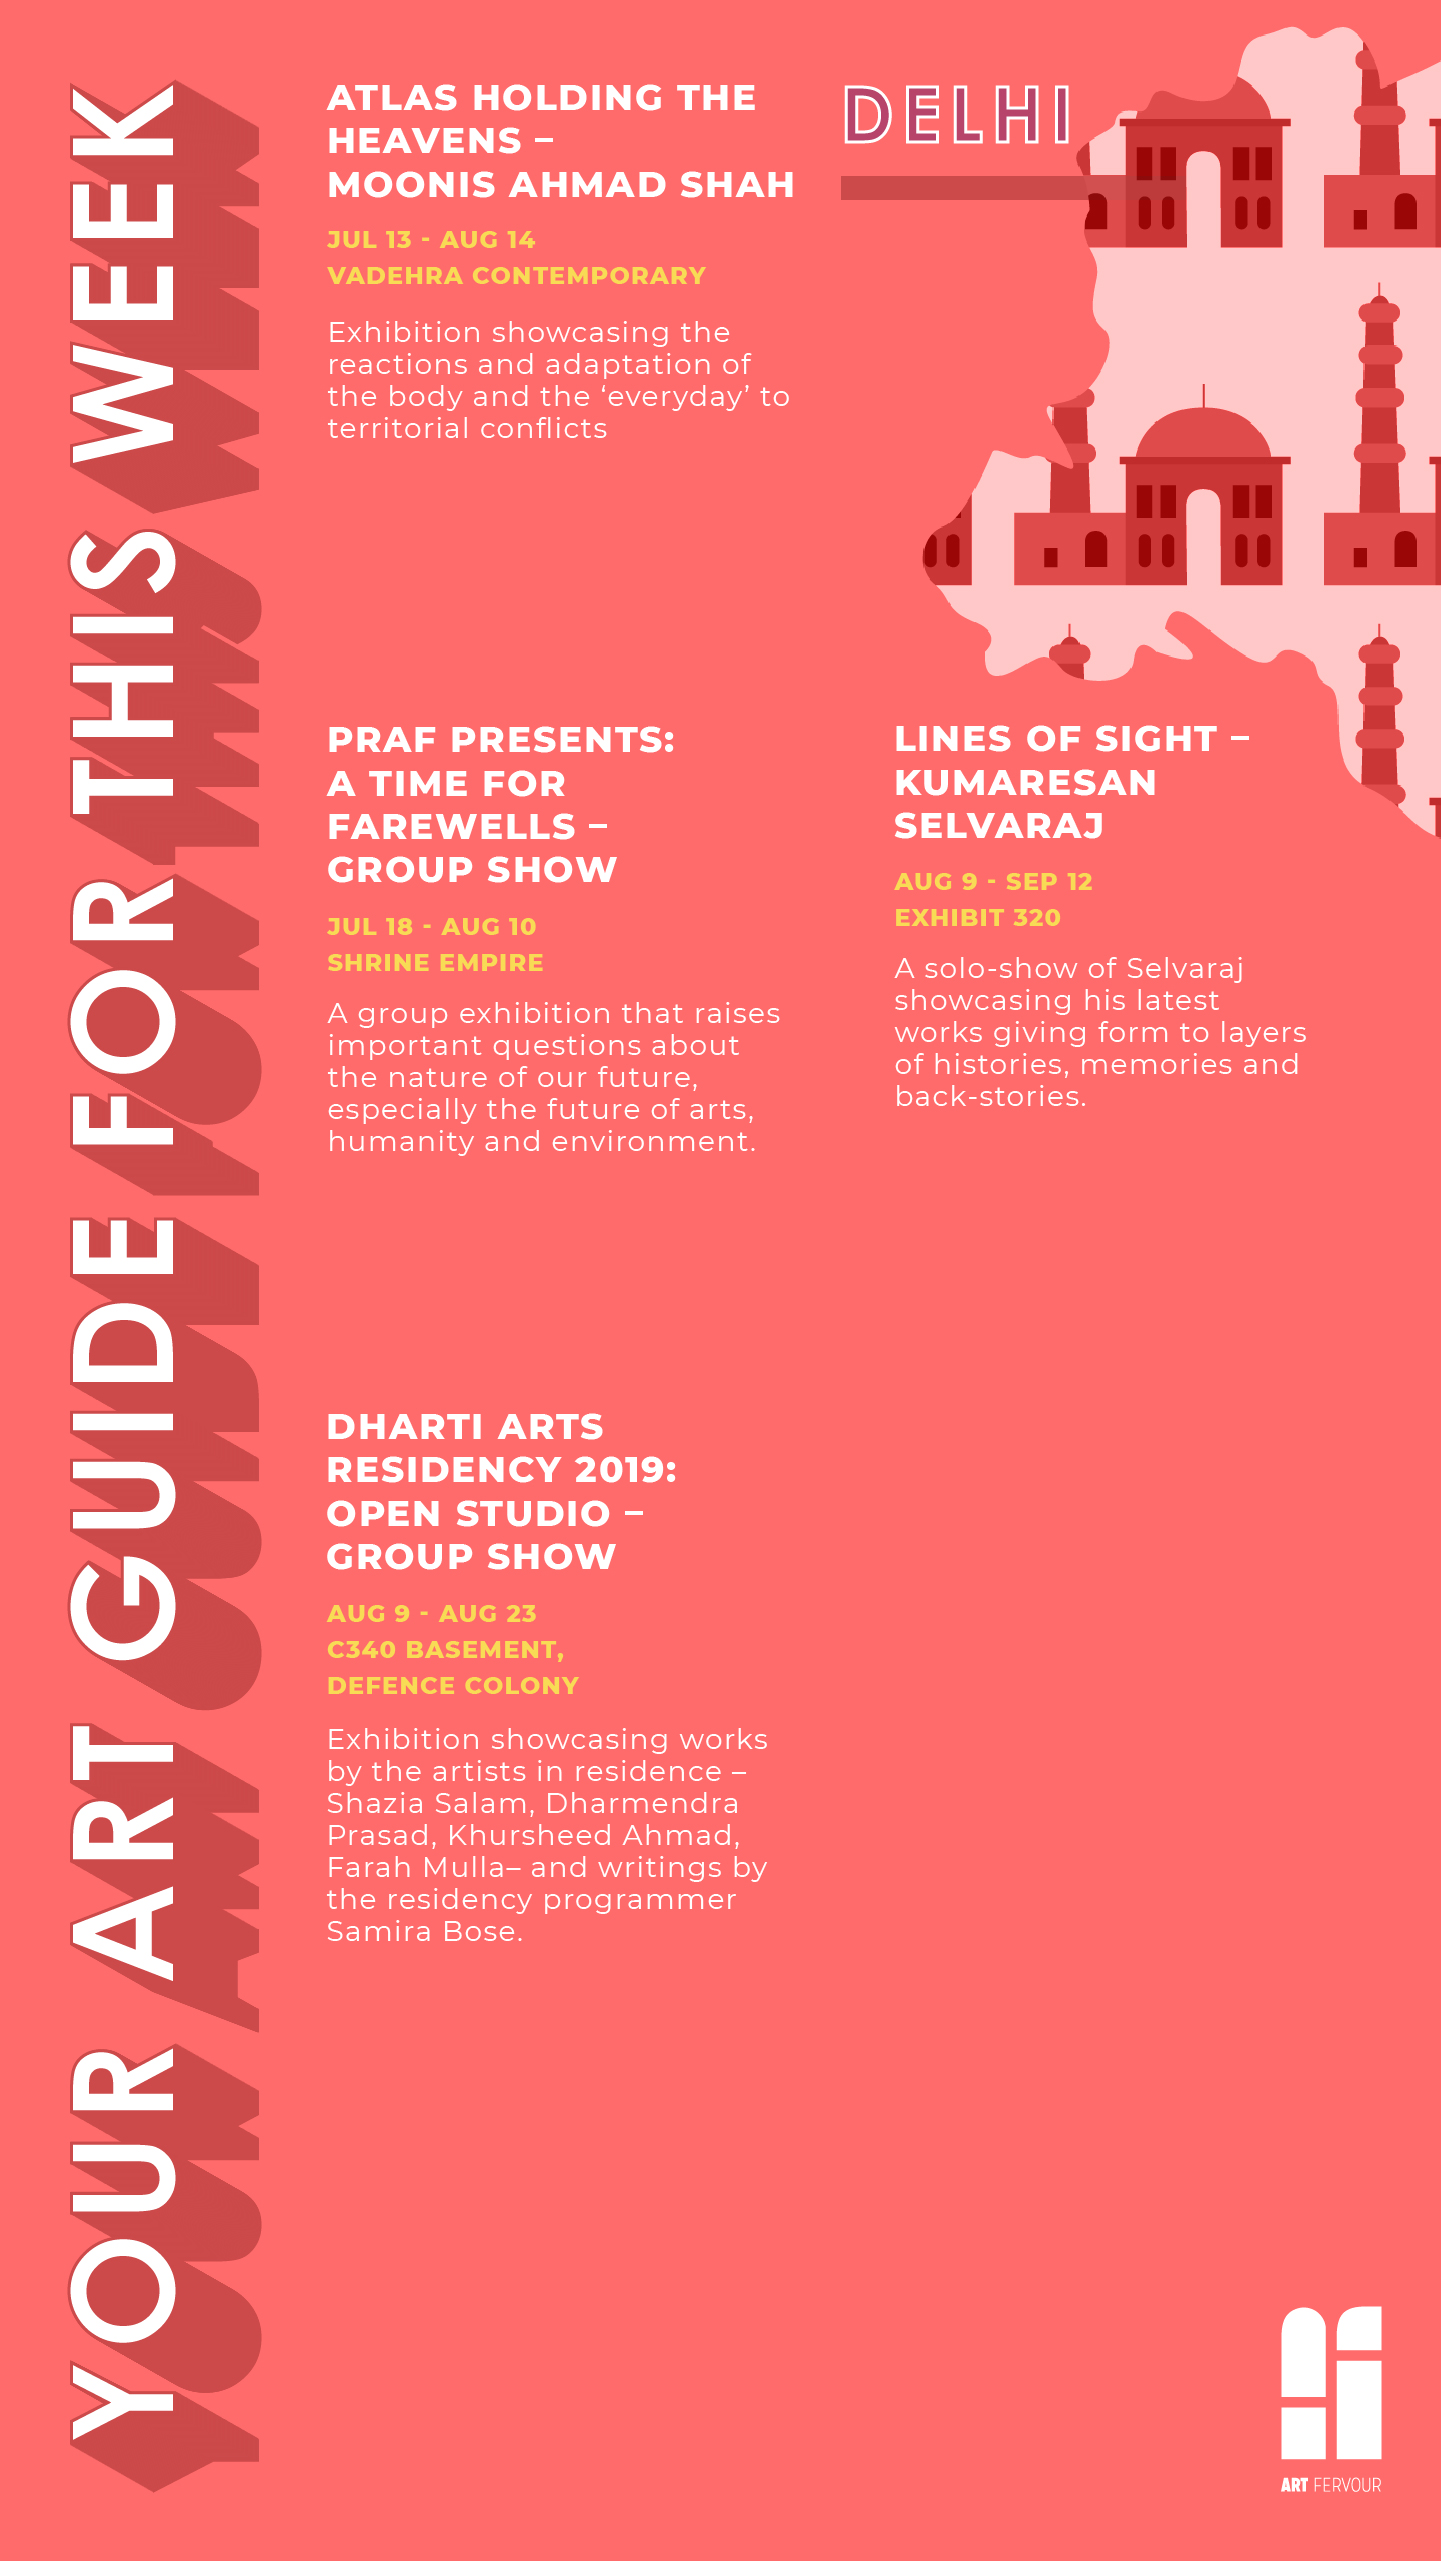 YOUR ART GUIDE FOR THIS WEEK
DELHI
ATLAS HOLDING THE
HEAVENS –
MOONIS AHMAD SHAH
JUL 13 - AUG 14
VADEHRA CONTEMPORARY
Exhibition showcasing the
reactions and adaptation of
the body and the ‘everyday’ to
territorial conflicts
PRAF PRESENTS:
A TIME FOR
FAREWELLS –
GROUP SHOW
JUL 18 - AUG 10
SHRINE EMPIRE
A group exhibition that raises
important questions about
the nature of our future,
especially the future of arts,
humanity and environment.
LINES OF SIGHT –
KUMARESAN
SELVARAJ
AUG 9 - SEP 12
EXHIBIT 320
A solo-show of Selvaraj
showcasing his latest
works giving form to layers
of histories, memories and
back-stories.
DHARTI ARTS
RESIDENCY 2019:
OPEN STUDIO –
GROUP SHOW
AUG 9 - AUG 23
C340 BASEMENT,
DEFENCE COLONY
Exhibition showcasing works
by the artists in residence –
Shazia Salam, Dharmendra
Prasad, Khursheed Ahmad,
Farah Mulla– and writings by
the residency programmer
Samira Bose.
ART FERVOUR